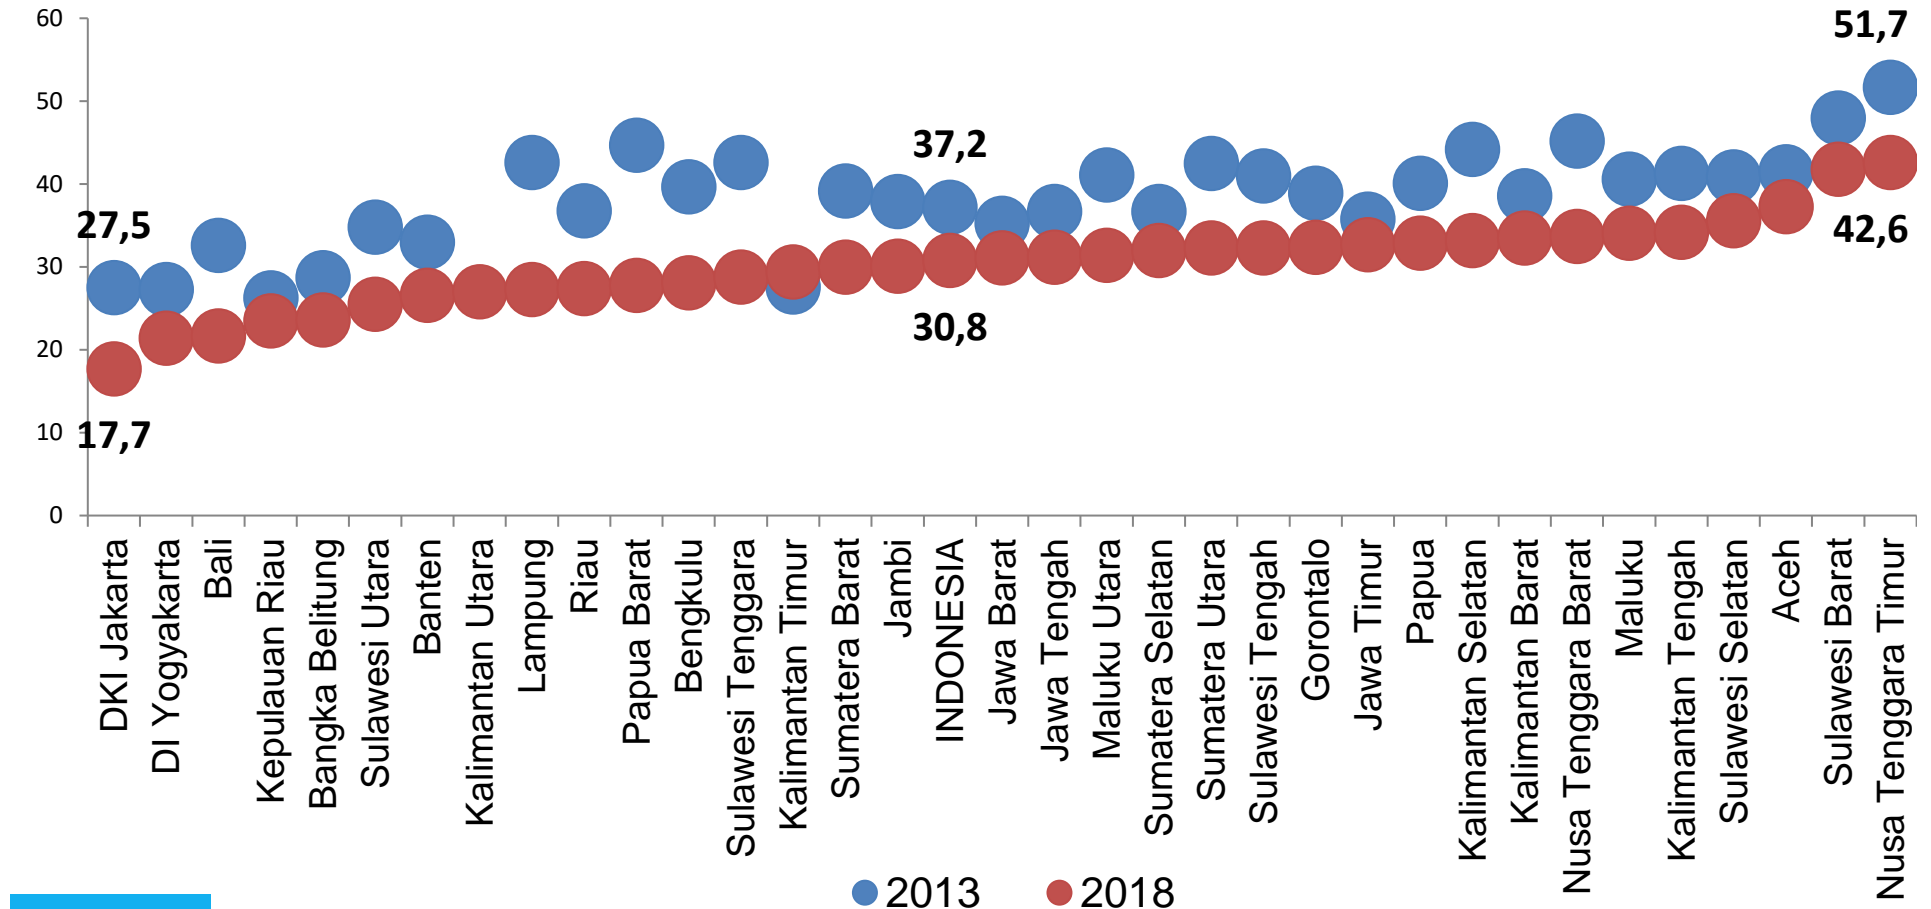 60
50
40
30
20
10
0
27,5
17,7
37,2
30,8
51,7
42,6
DKI Jakarta
DI Yogyakarta
Bali
Kepulauan Riau
Bangka Belitung
Sulawesi Utara
Banten
Kalimantan Utara
Lampung
Riau
Papua Barat
Bengkulu
Sulawesi Tenggara
Kalimantan Timur
Sumatera Barat
Jambi
INDONESIA
Jawa Barat
Jawa Tengah
Maluku Utara
Sumatera Selatan
Sumatera Utara
Sulawesi Tengah
Gorontalo
Jawa Timur
Papua
Kalimantan Selatan
Kalimantan Barat
Nusa Tenggara Barat
Maluku
Kalimantan Tengah
Sulawesi Selatan
Aceh
Sulawesi Barat
Nusa Tenggara Timur
2013
2018